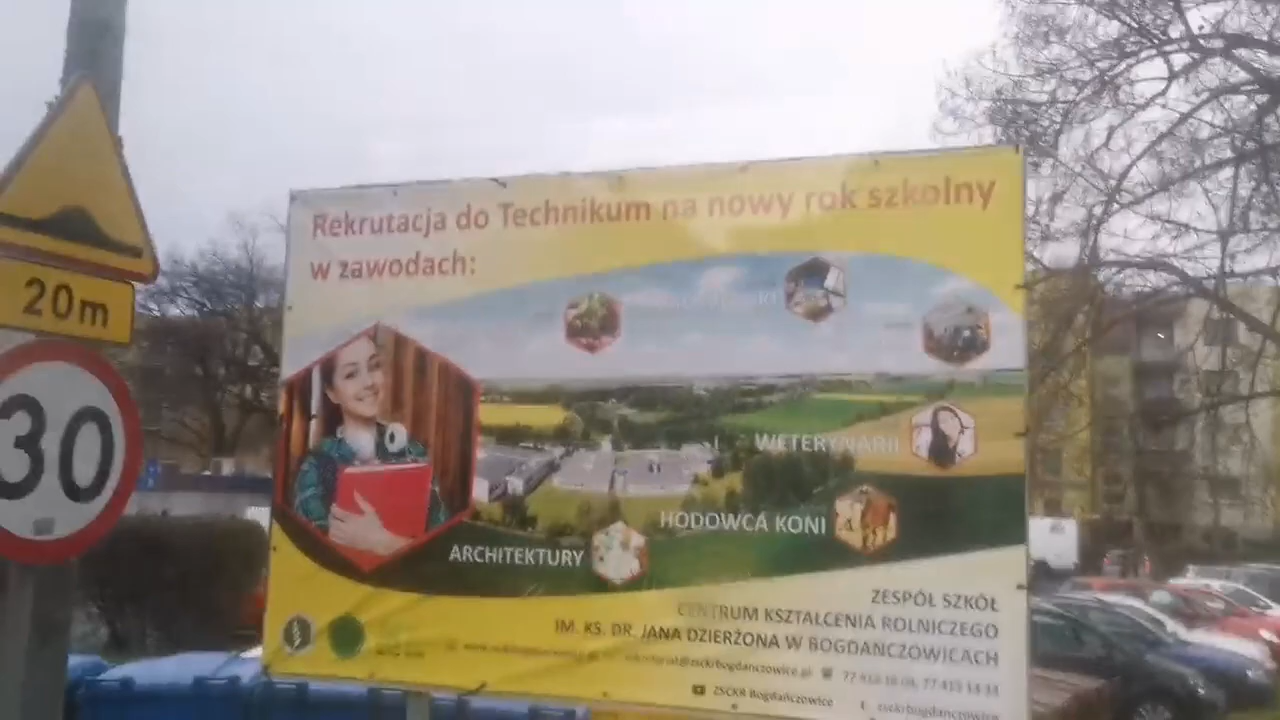 20m
30
Rekrutacja do Technikum na nowy rok szkolny
w zawodach:
WETERYNARII
HODOWCA KONI
ARCHITEKTURY
ZESPÓŁ SZKÓŁ
CENTRUM KSZTAŁCENIA ROLNICZEGO
IM. KS. DR. JANA DZIERŻONA W BOGDAŃCZOWICACH
ZSCKR Bogdańczowice
zsckrbogdanczowice